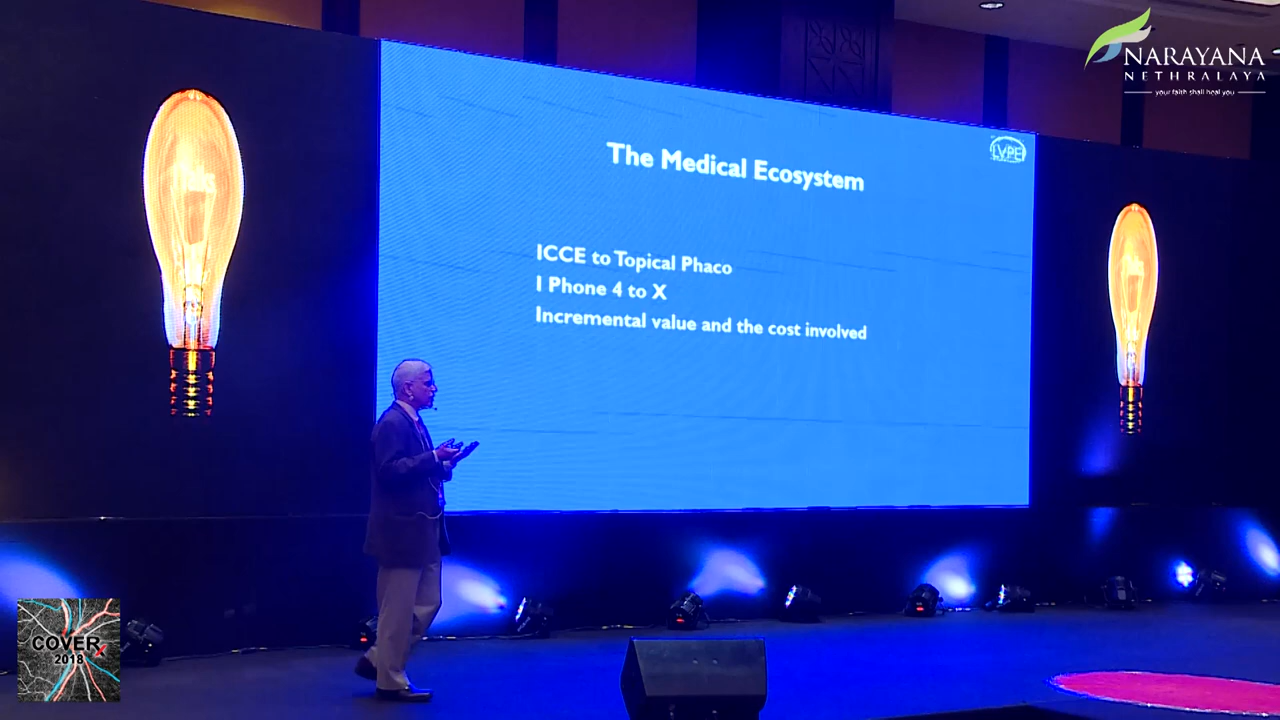 NARAYANA
NETHRALAYA
your faith shall heal you
LVPEI
The Medical Ecosystem
ICCE to Topical Phaco
I Phone 4 to X
Incremental value and the cost involved
COVERx
2018